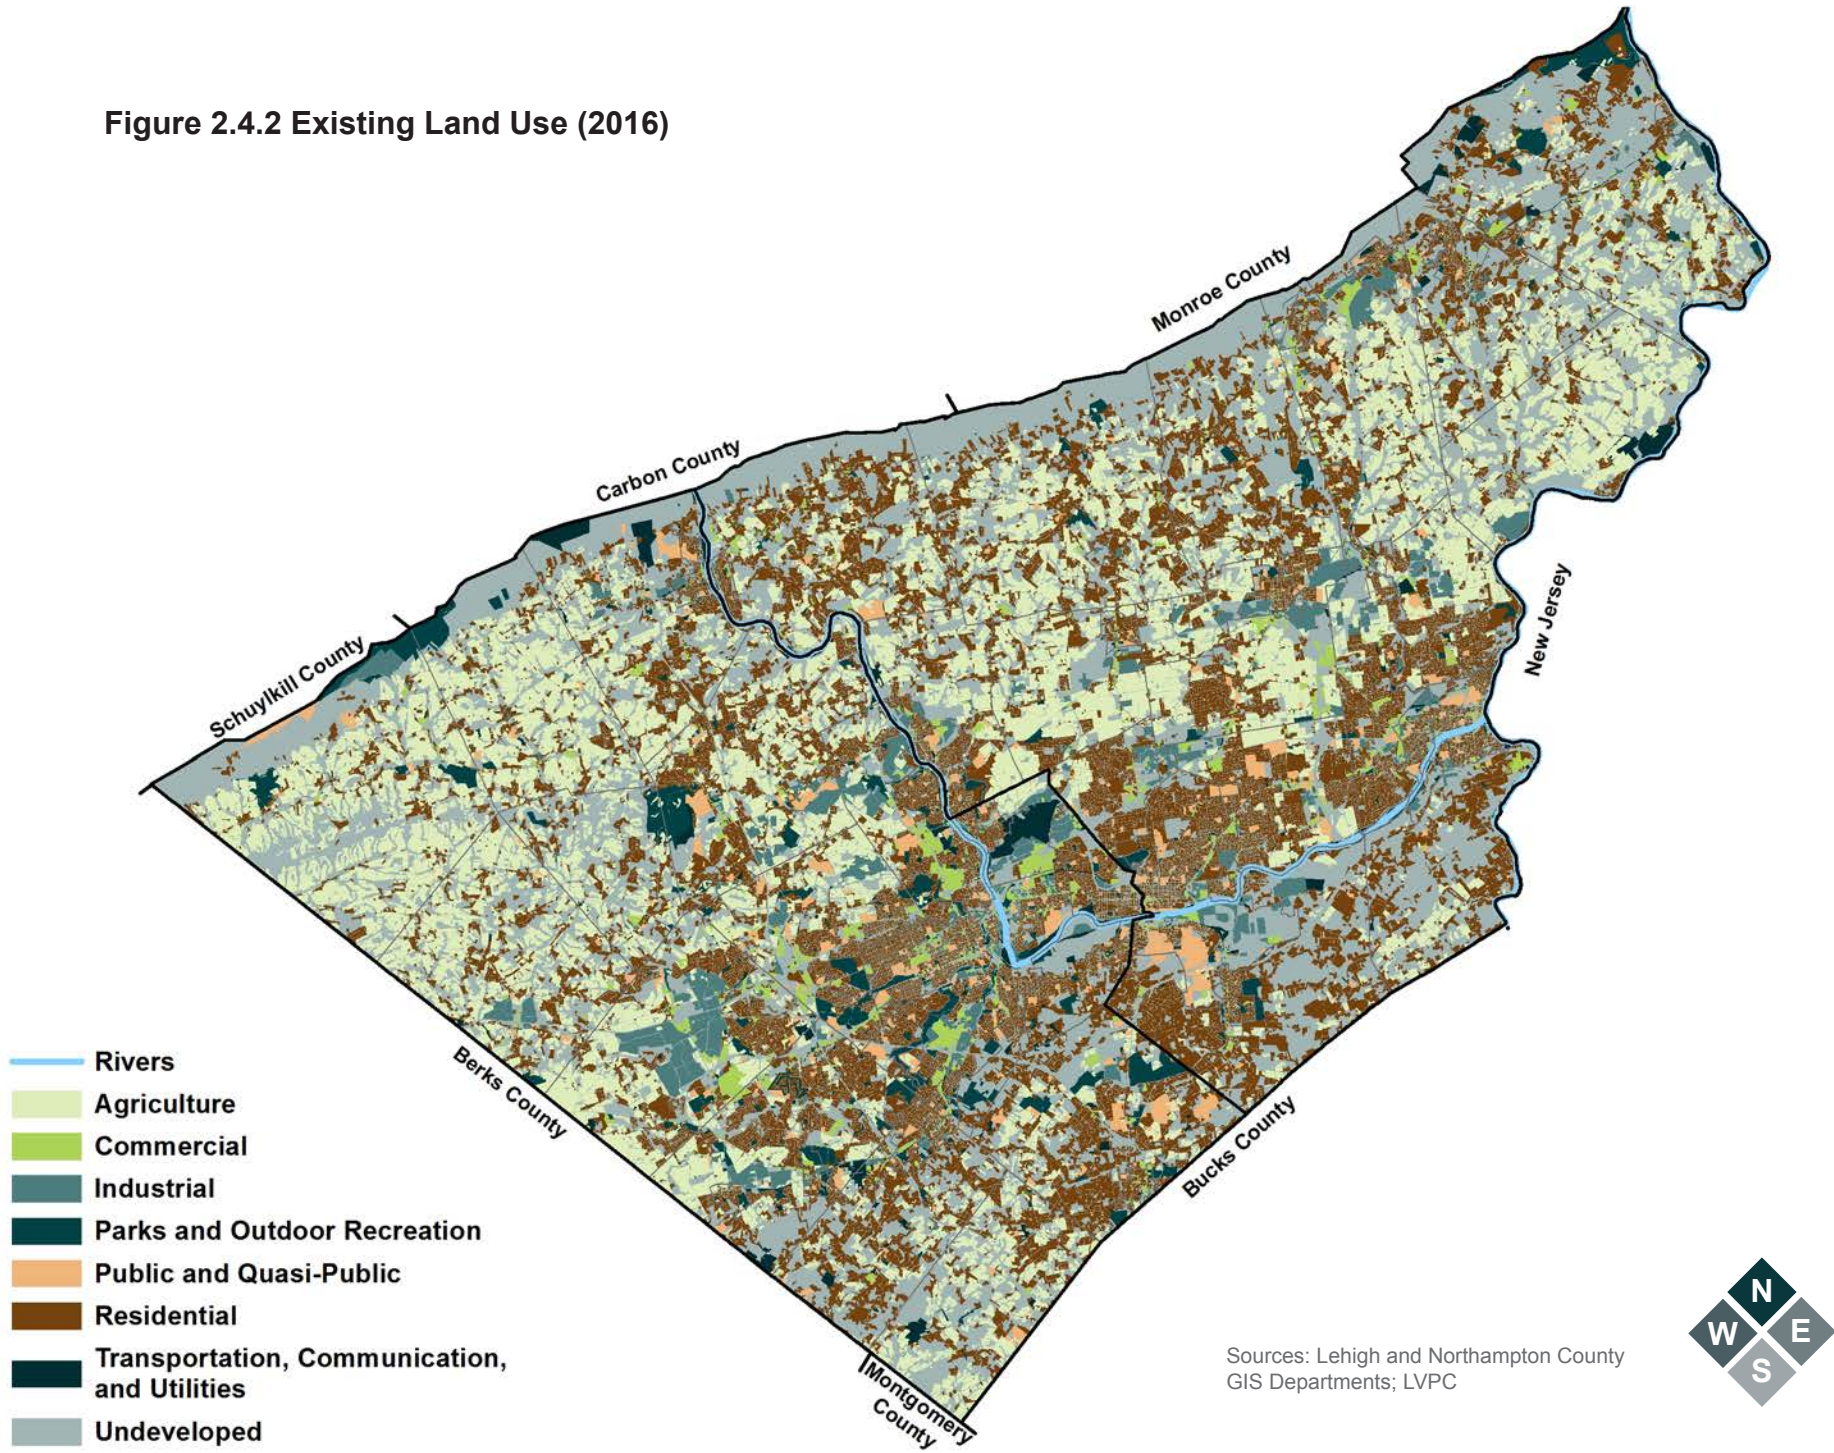 Figure 2.4.2 Existing Land Use (2016)
Monroe County
Carbon County
Schuylkill County
New Jersey
Berks County
Bucks County
Montgomery
County
Rivers
Agriculture
Commercial
Industrial
Parks and Outdoor Recreation
Public and Quasi-Public
Residential
Transportation, Communication,
and Utilities
Undeveloped
Sources: Lehigh and Northampton County
GIS Departments; LVPC
N
W E
S